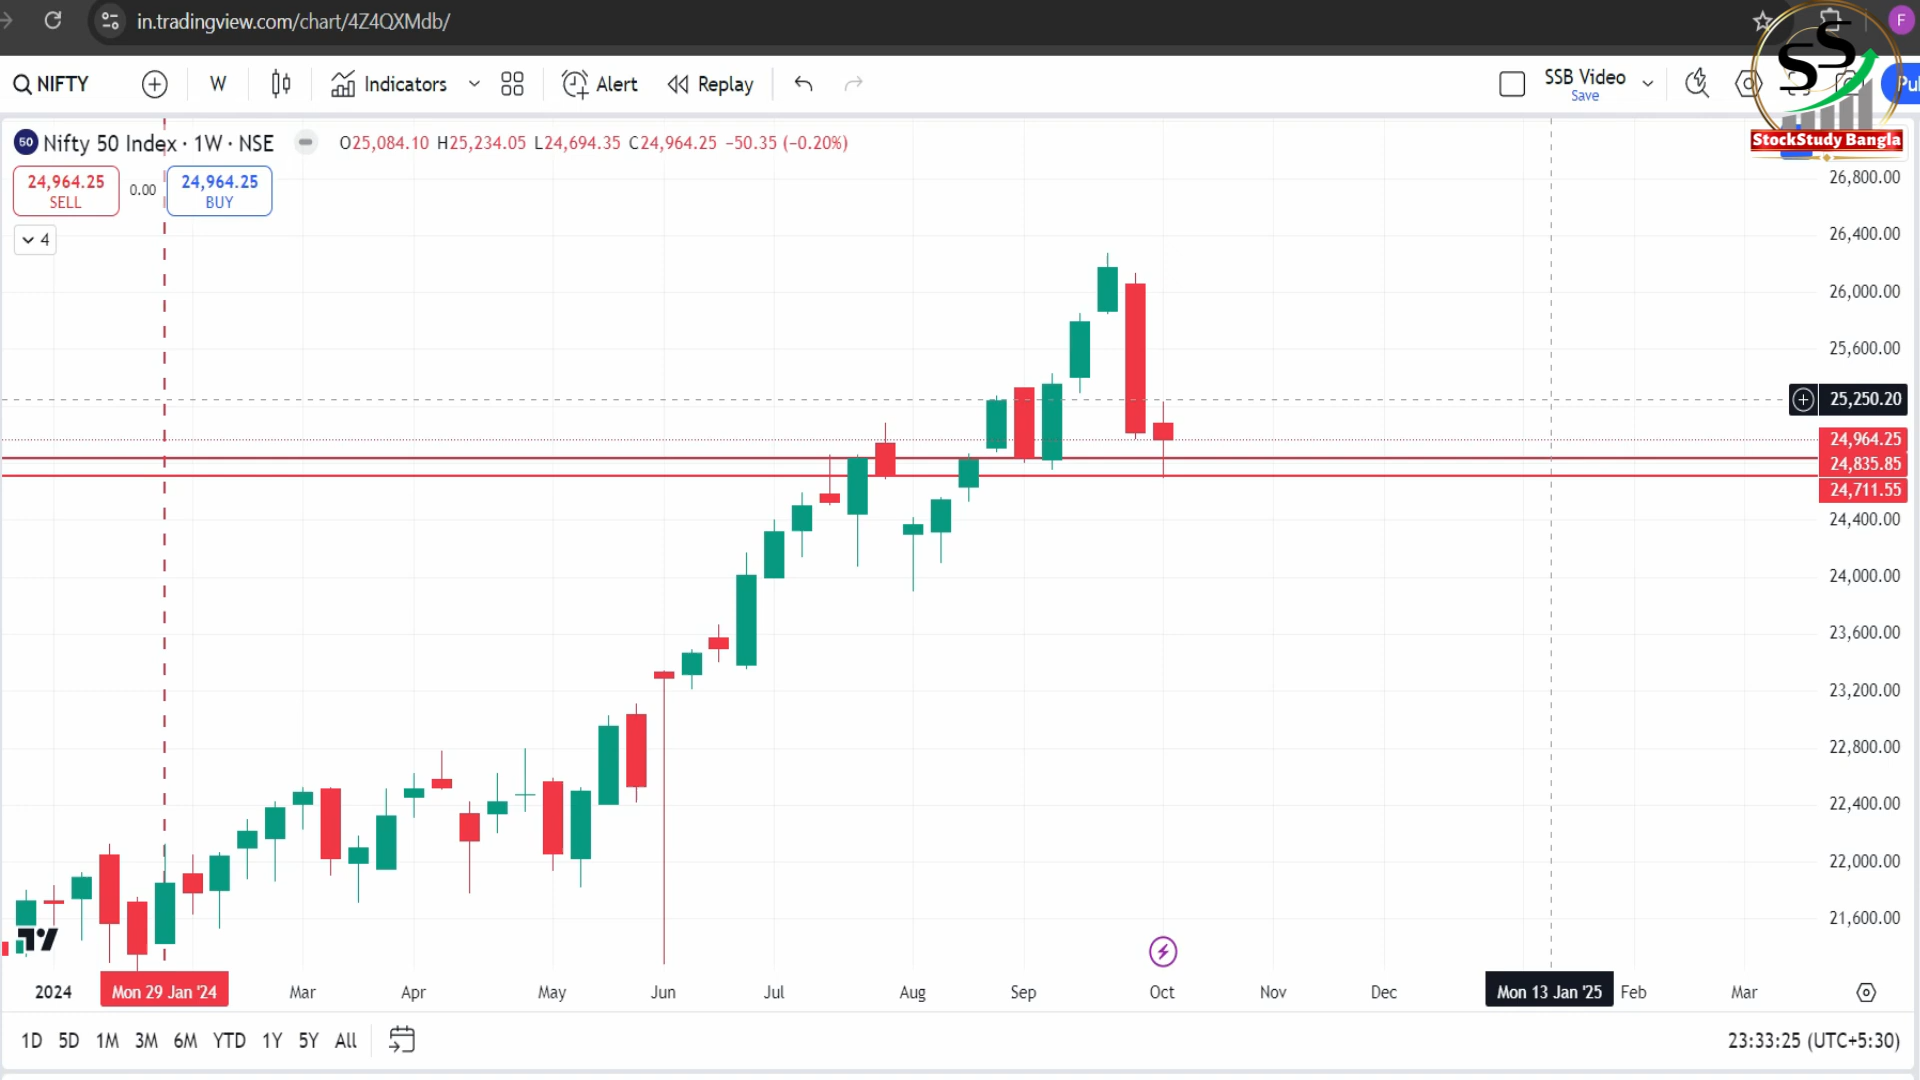 in.tradingview.com/chart/4Z4QXMdb/
F
NIFTY
W
Indicators
Alert
Replay
SSB Video
Save
Pul
SS
StockStudy Bangla
50 Nifty 50 Index · 1W · NSE
O25,084.10 H25,234.05 L24,694.35 C24,964.25 −50.35 (−0.20%)
24,964.25
SELL
0.00
24,964.25
BUY
4
26,800.00
26,400.00
26,000.00
25,600.00
25,250.20
24,964.25
24,835.85
24,711.55
24,400.00
24,000.00
23,600.00
23,200.00
22,800.00
22,400.00
22,000.00
21,600.00
2024 Mon 29 Jan '24 Mar Apr May Jun Jul Aug Sep Oct Nov Dec Mon 13 Jan '25 Feb Mar
1D 5D 1M 3M 6M YTD 1Y 5Y All
23:33:25 (UTC+5:30)